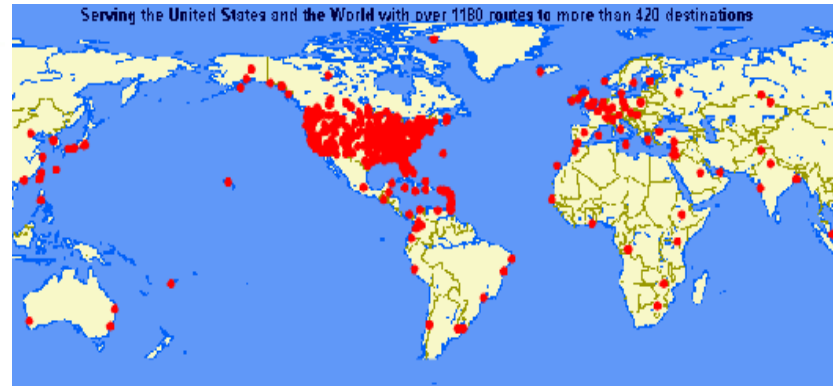 Serving the United States and the World with over 1180 routes to more than 420 destinations